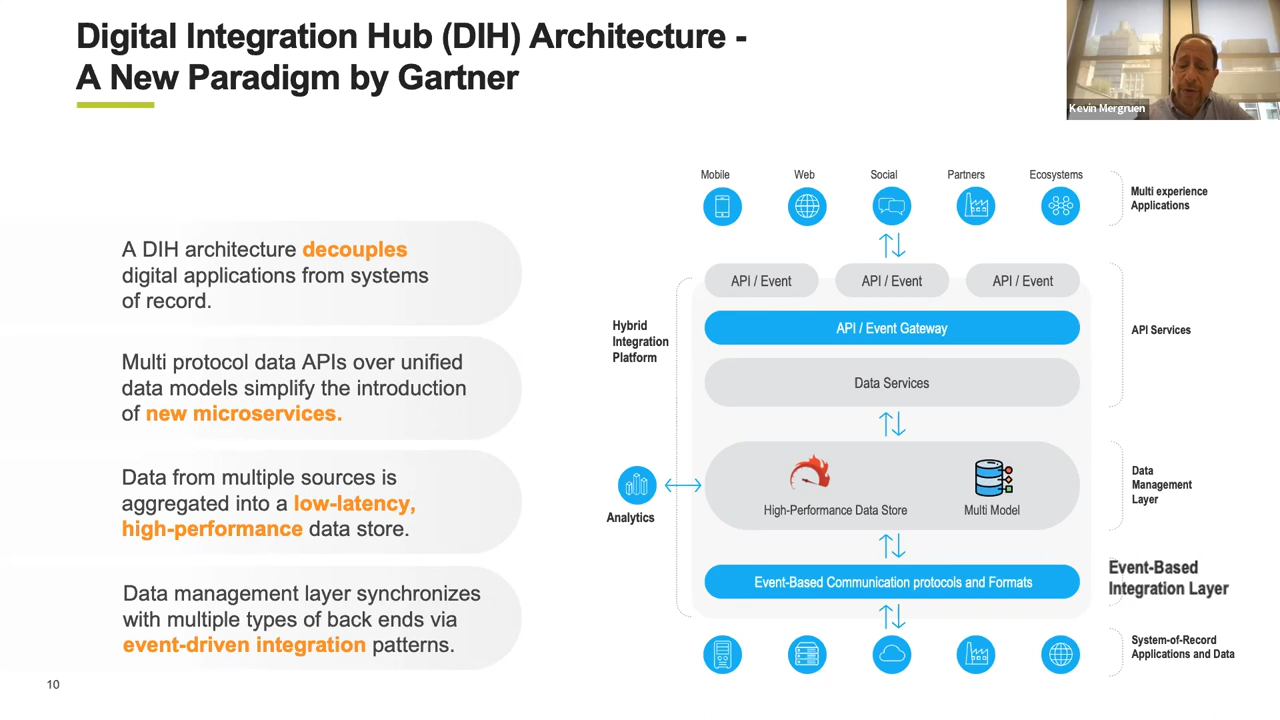 Digital Integration Hub (DIH) Architecture -
A New Paradigm by Gartner
Kevin Mergruen
A DIH architecture decouples
digital applications from systems
of record.
Multi protocol data APIs over unified
data models simplify the introduction
of new microservices.
Data from multiple sources is
aggregated into a low-latency,
high-performance data store.
Data management layer synchronizes
with multiple types of back ends via
event-driven integration patterns.
10
Mobile Web Social Partners Ecosystems
Multi experience
Applications
API / Event API / Event API / Event
Hybrid
Integration
Platform
API / Event Gateway
API Services
Data Services
High-Performance Data Store
Multi Model
Data
Management
Layer
Analytics
Event-Based Communication protocols and Formats
Event-Based
Integration Layer
System-of-Record
Applications and Data